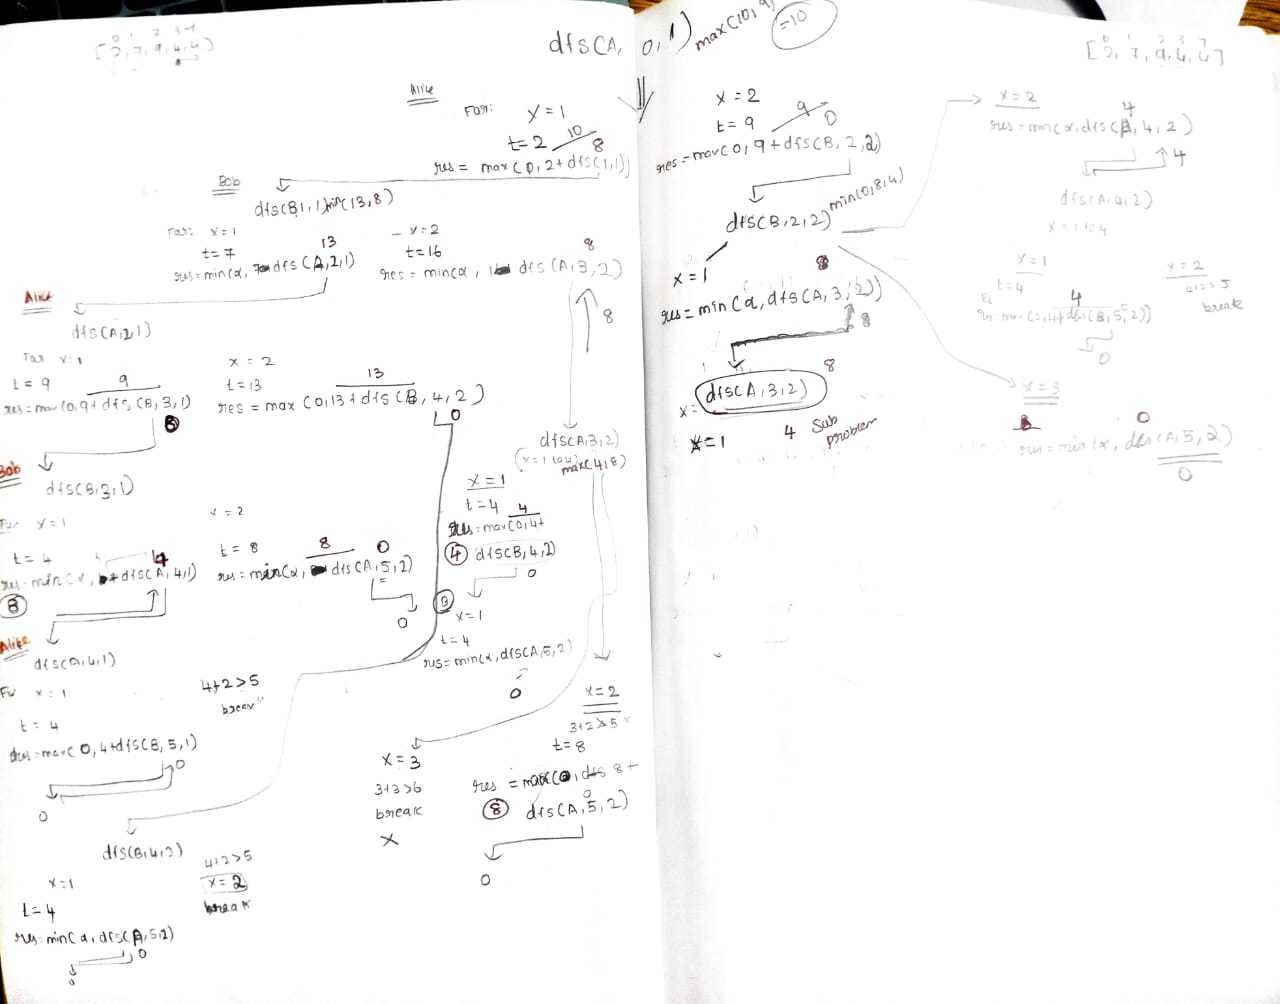 0 1 2 3 4
[2, 7, 9, 4, 4]
dfs(A, 0, 1)
Alice
For: x=1
t=2
10
8
res = max(0, 2+dfs(1,1))
Bob
dfs(B,1,1) min(13,8)
For: x=1
t=7
13
res=min(α, dfs(A,2,1)
x=2
t=16
8
res=min(α, dfs(A,3,2)
8
Alice
dfs(A,2,1)
For x:1
t=9
9
res=max(0,9+dfs(B,3,1)
x=2
t=13
13
res=max(0,13+dfs(B,4,2)
0
Bob
dfs(B,3,1)
For x=1
t=4
4
res=min(α, dfs(A,4,1)
8
x=2
t=8
8
0
res=min(α, dfs(A,5,2)
0
Alice
dfs(A,4,1)
x:1
t=4
res=max(0,4+dfs(B,5,1)
0
0
4+2>5
break
dfs(B,4,2)
x=1
t=4
res=min(α,dfs(A,5,2)
0
0
4+2>5
x=2
break
dfs(A,3,2)
(x=1 to 4)
max(4,8)
x=1
t=4
4
res=max(0,4+
4 dfs(B,4,2)
0
B
x=1
t=4
res=min(α,dfs(A,5,2)
0
x=3
3+3>6
break
X
x=2
3+2>5
t=8
res=max(0, 8+
0
8 dfs(A,5,2)
0
max(10,9)
=10
x=2
t=9
9
0
res=max(0,9+dfs(B,2,2)
dfs(B,2,2)
min(0,8,4)
x=1
8
res=min(α,dfs(A,3,2))
8
8
dfs(A,3,2)
x=
x=1
4
Sub
problem
0 1 2 3 4
[2, 7, 9, 4, 4]
x=2
4
res=min(α,dfs(A,4,2)
4
dfs(A,4,2)
x=1 to 4
x=1
t=4
4
res=max(0,4+dfs(B,5,2))
0
x=2
4+2>5
break
x=3
0
res=min(α, dfs(A,5,2)
0